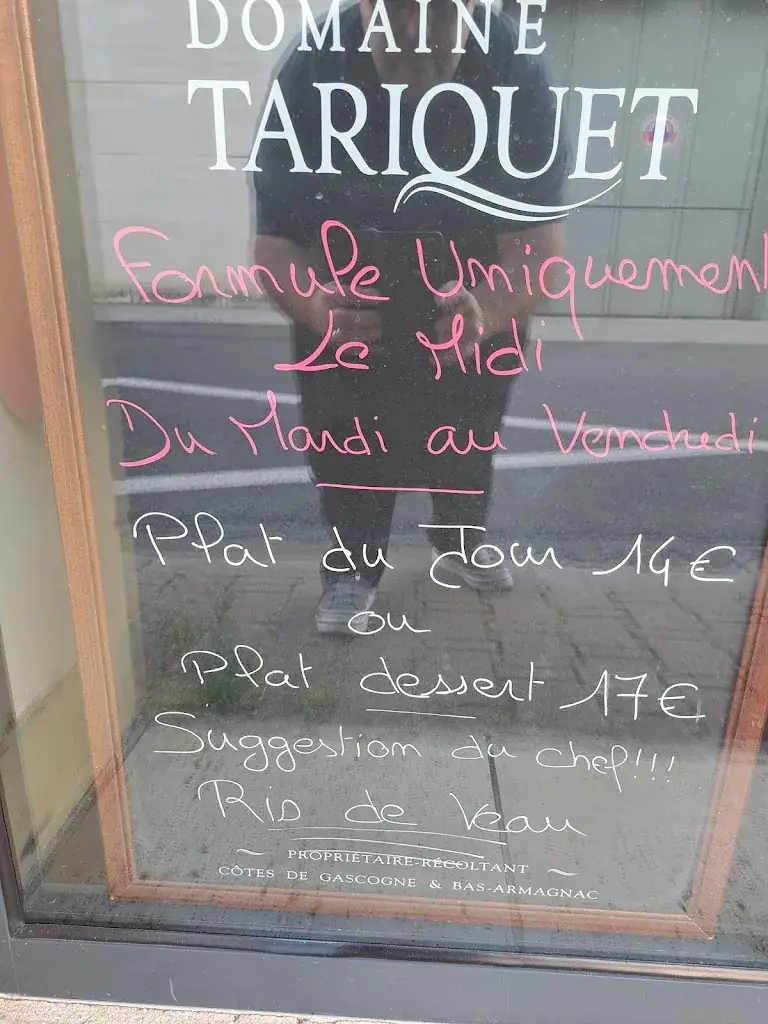 DOMAINE
TARIQUET
Formule Uniquement
Le Midi
Du Mardi au Vendredi
Plat du Jour 14€
ou
Plat dessert 17€
Suggestion du chef!!!
Ris de Veau
PROPRIÉTAIRE-RÉCOLTANT
CÔTES DE GASCOGNE & BAS-ARMAGNAC